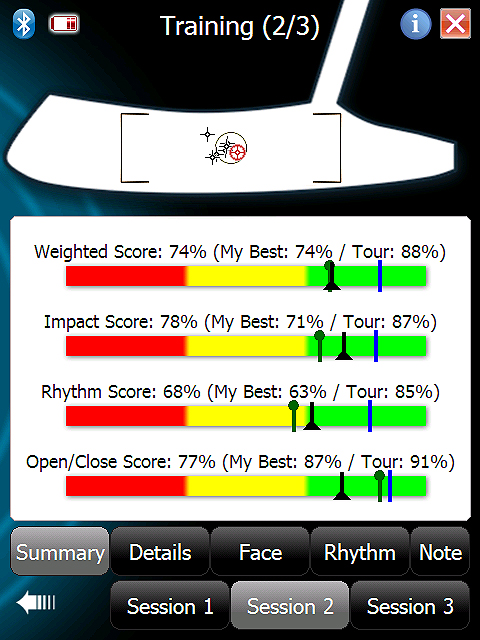 Training (2/3)
Weighted Score: 74% (My Best: 74% / Tour: 88%)
Impact Score: 78% (My Best: 71% / Tour: 87%)
Rhythm Score: 68% (My Best: 63% / Tour: 85%)
Open/Close Score: 77% (My Best: 87% / Tour: 91%)
Summary Details Face Rhythm Note
Session 1 Session 2 Session 3